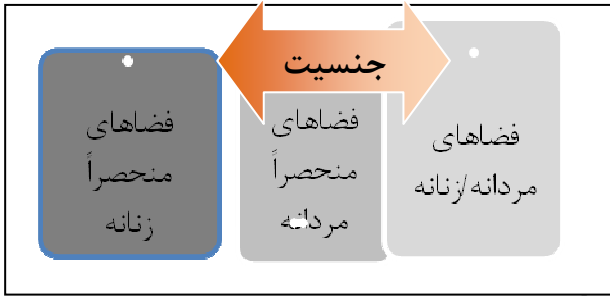 جنسیت
فضاهای
مردانه/زنانه
فضاهای
منحصراً
مردانه
فضاهای
منحصراً
زنانه